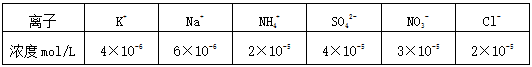 离子 K⁺ Na⁺ NH₄⁺ SO₄²⁻ NO₃⁻ Cl⁻
浓度mol/L 4×10⁻⁶ 6×10⁻⁶ 2×10⁻⁵ 4×10⁻⁵ 3×10⁻⁵ 2×10⁻⁵